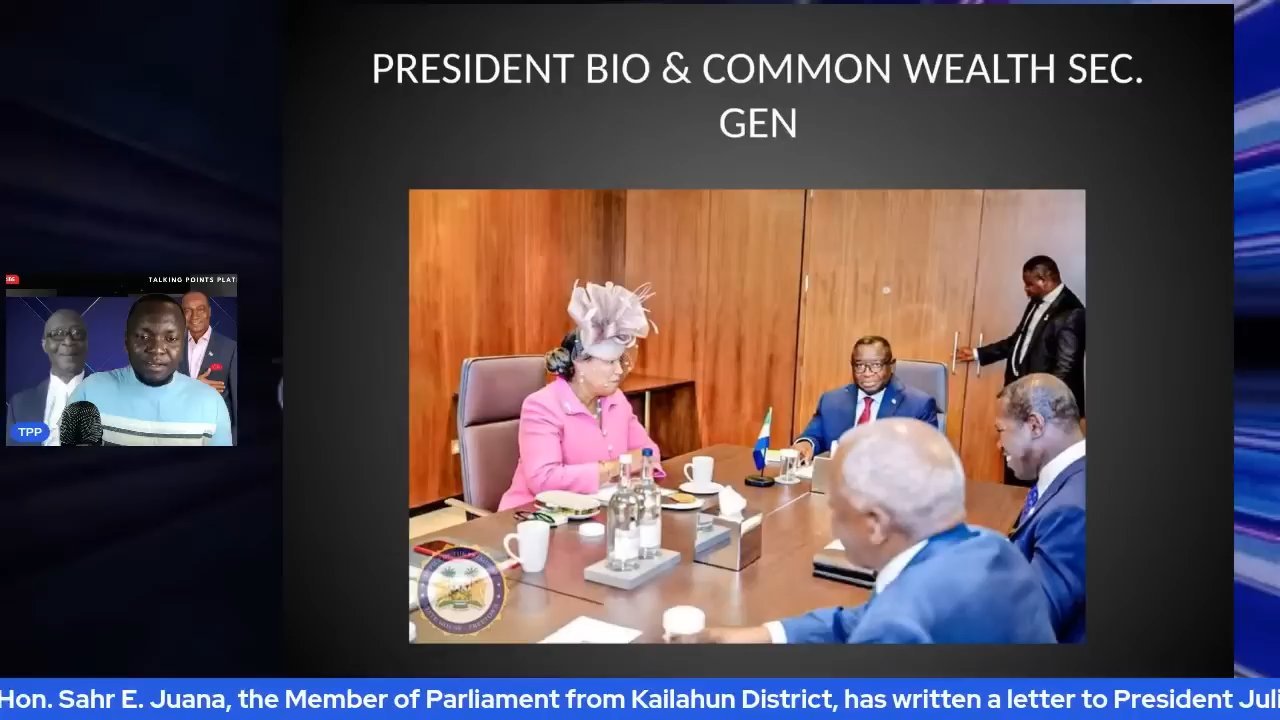 PRESIDENT BIO & COMMON WEALTH SEC.
GEN
TALKING POINTS PLAT
TPP
Hon. Sahr E. Juana, the Member of Parliament from Kailahun District, has written a letter to President Juli